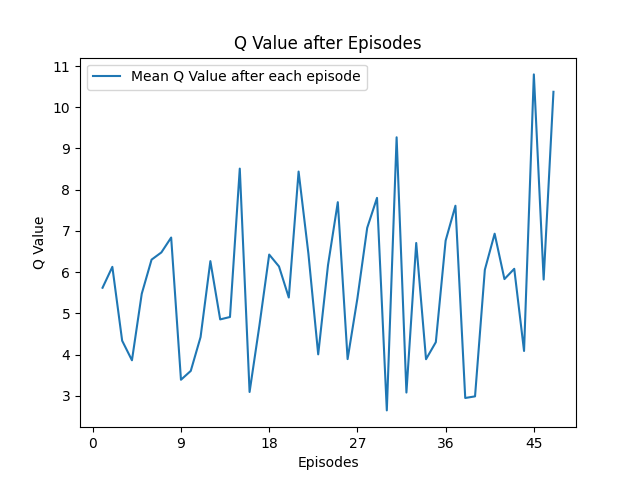 Q Value after Episodes
Mean Q Value after each episode
11
10
9
8
7
6
5
4
3
Q Value
0 9 18 27 36 45
Episodes